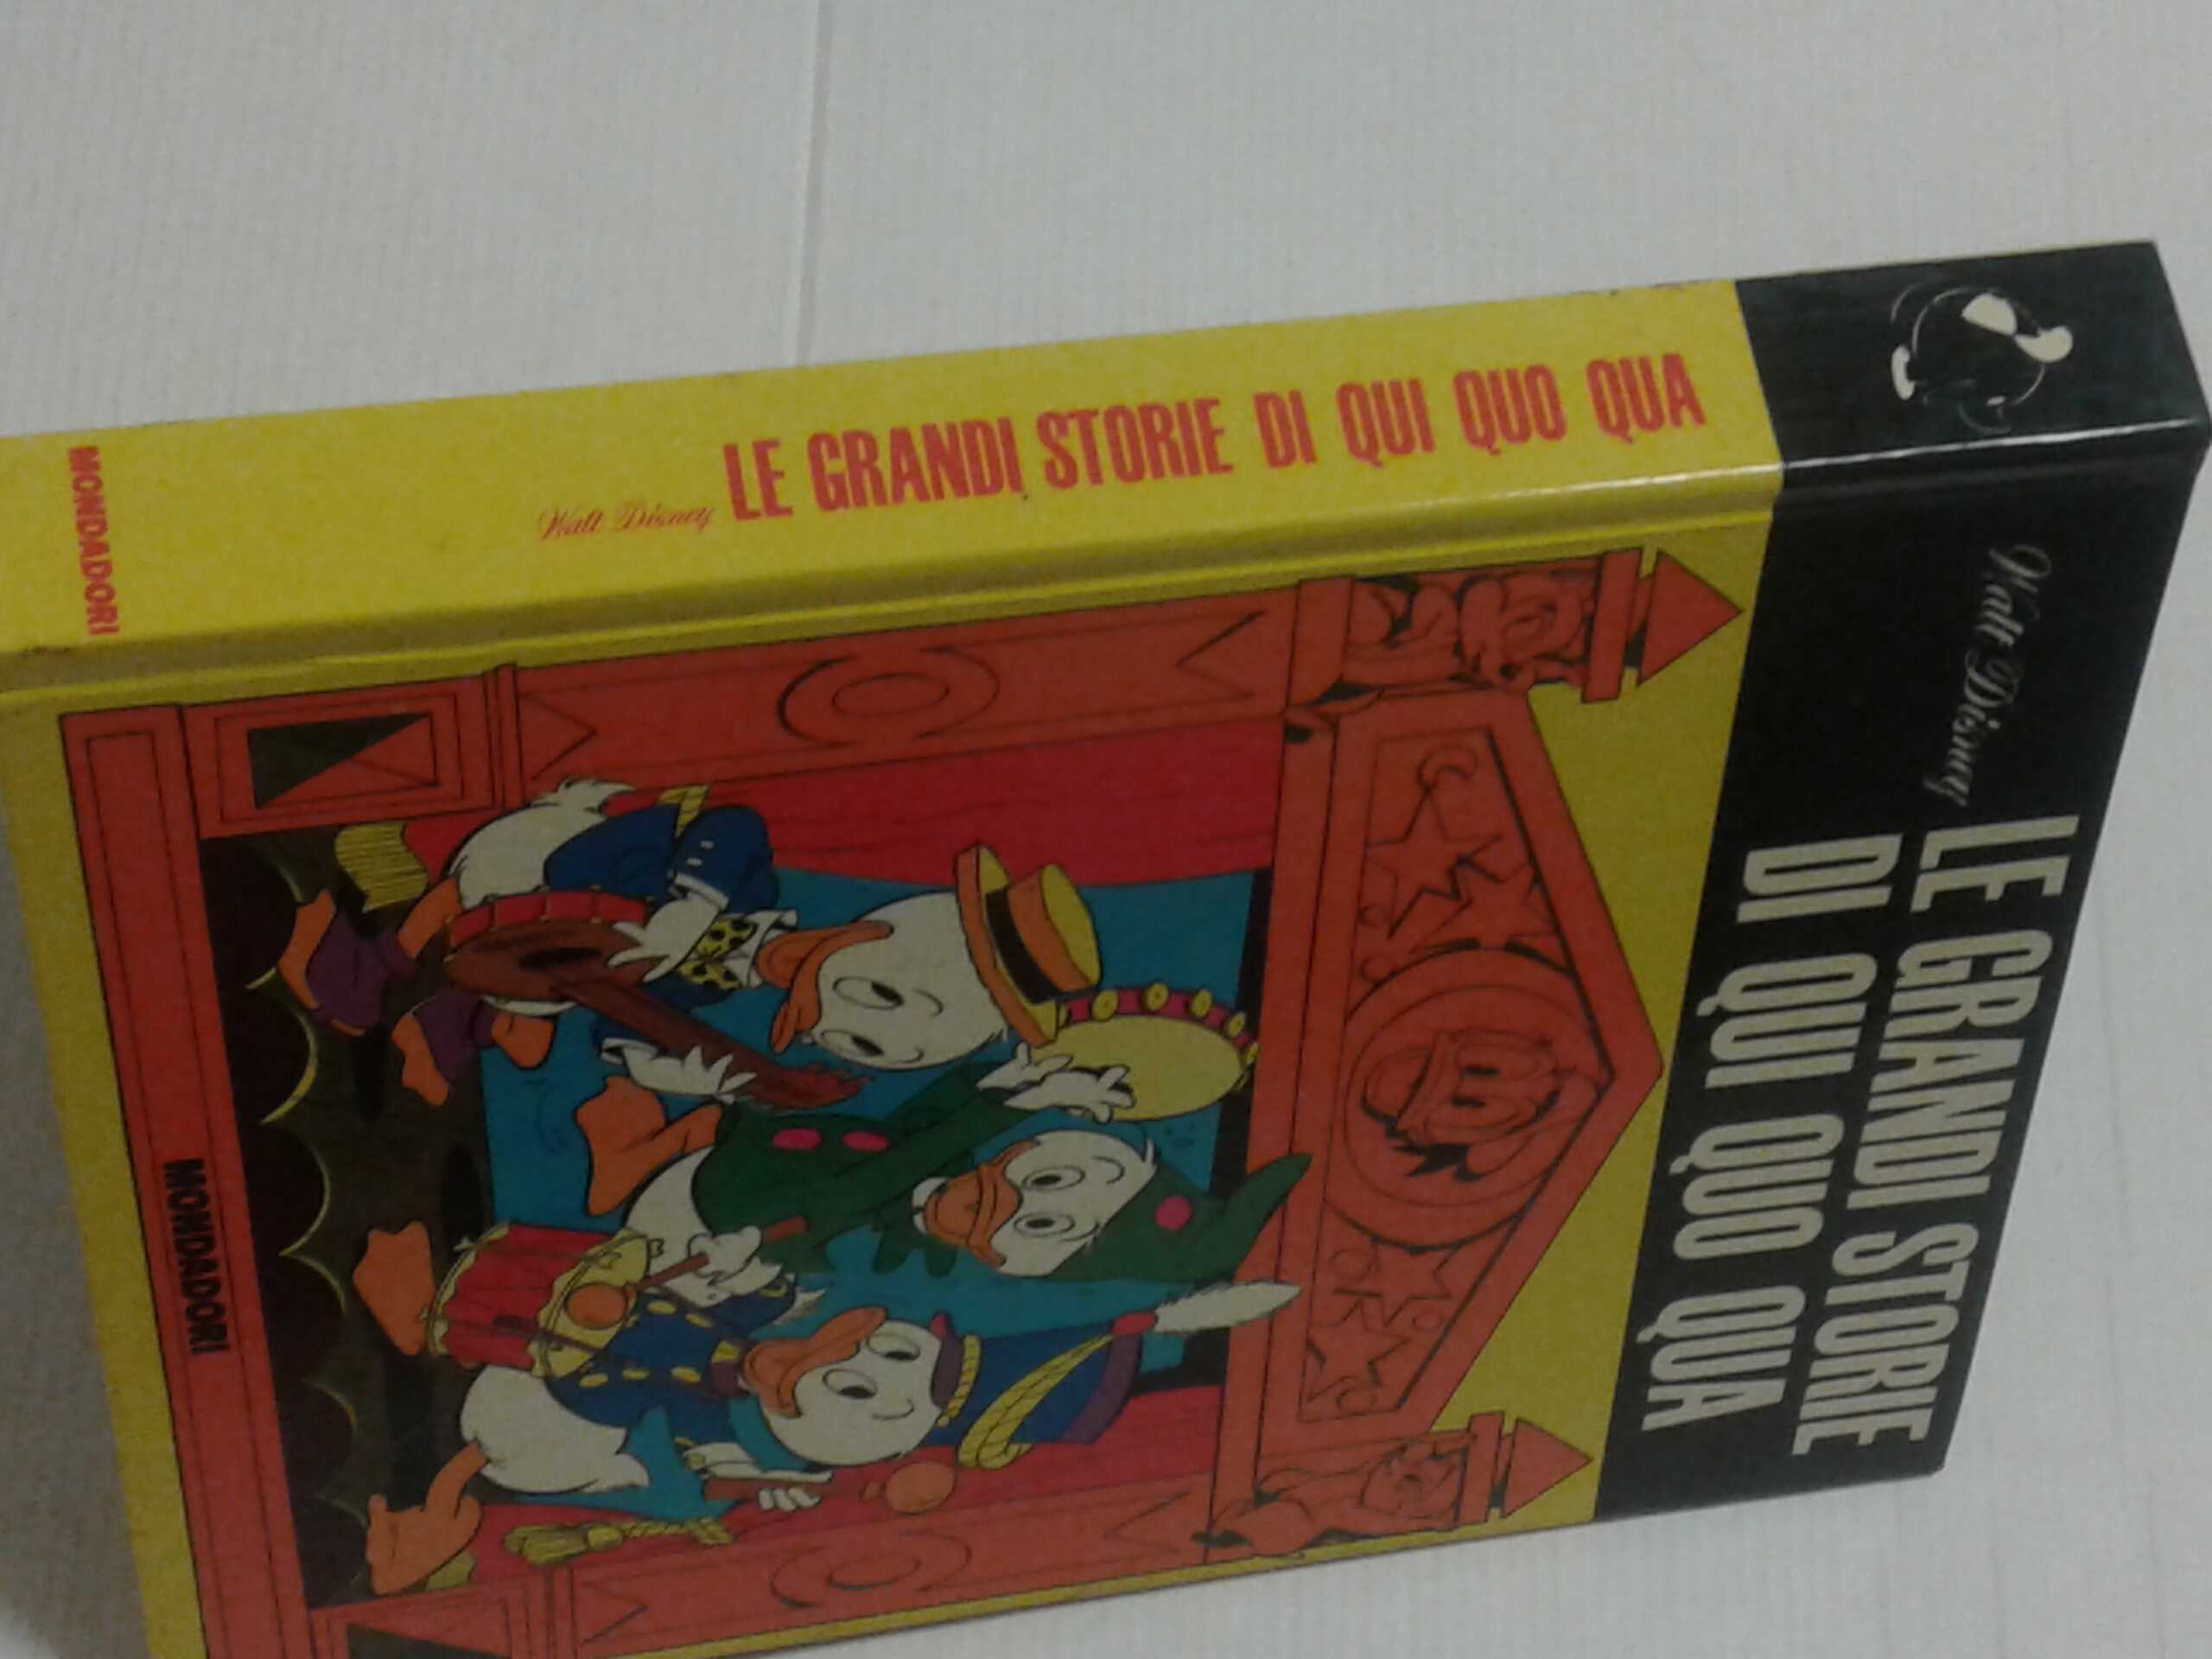 Walt Disney LE GRANDI STORIE DI QUI QUO QUA
MONDADORI
Walt Disney LE GRANDI STORIE
DI QUI QUO QUA
MONDADORI